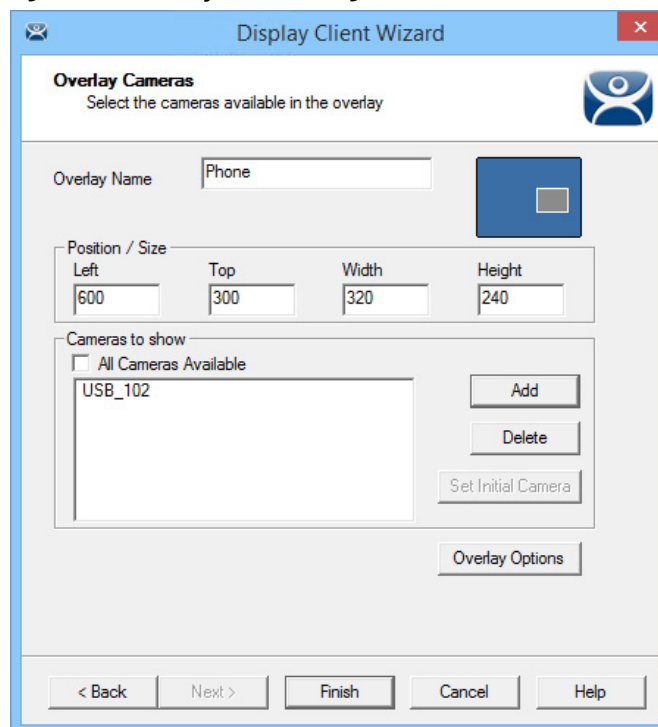 Display Client Wizard
Overlay Cameras
Select the cameras available in the overlay
Overlay Name Phone
Position / Size
Left Top Width Height
600 300 320 240
Cameras to show
All Cameras Available
USB_102
Add
Delete
Set Initial Camera
Overlay Options
< Back Next > Finish Cancel Help